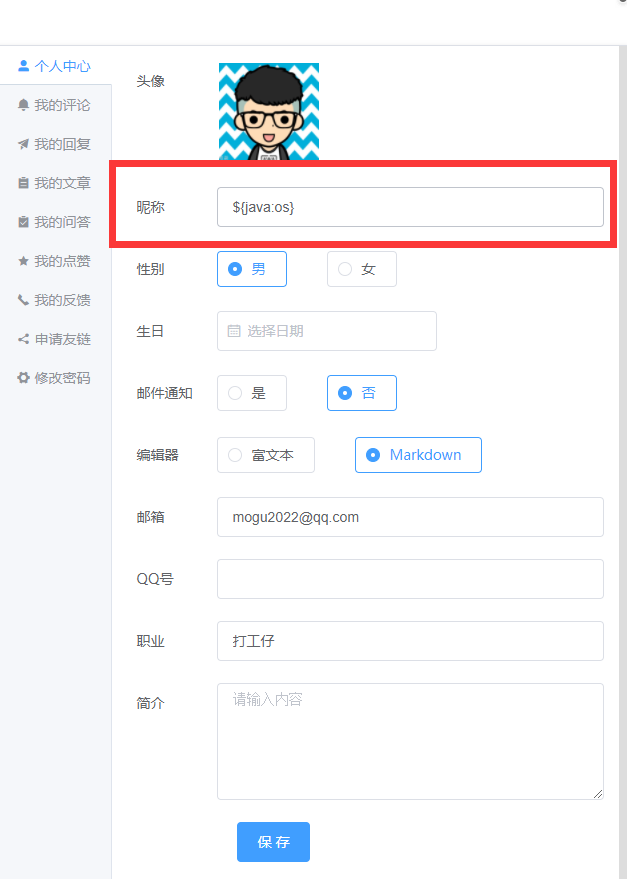 个人中心
我的评论
我的回复
我的文章
我的问答
我的点赞
我的反馈
申请友链
修改密码
头像
昵称 ${java:os}
性别 男 女
生日 选择日期
邮件通知 是 否
编辑器 富文本 Markdown
邮箱 mogu2022@qq.com
QQ号
职业 打工仔
简介 请输入内容
保存